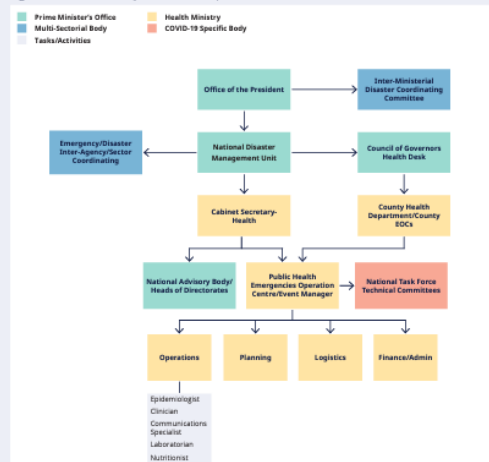 Prime Minister's Office
Health Ministry
Multi-Sectorial Body
COVID-19 Specific Body
Tasks/Activities
Office of the President
Inter-Ministerial
Disaster Coordinating
Committee
Emergency/Disaster
Inter-Agency/Sector
Coordinating
National Disaster
Management Unit
Council of Governors
Health Desk
Cabinet Secretary-
Health
County Health
Department/County
EOCs
National Advisory Body/
Heads of Directorates
Public Health
Emergencies Operation
Centre/Event Manager
National Task Force
Technical Committees
Operations
Planning
Logistics
Finance/Admin
Epidemiologist
Clinician
Communications
Specialist
Laboratorian
Nutritionist